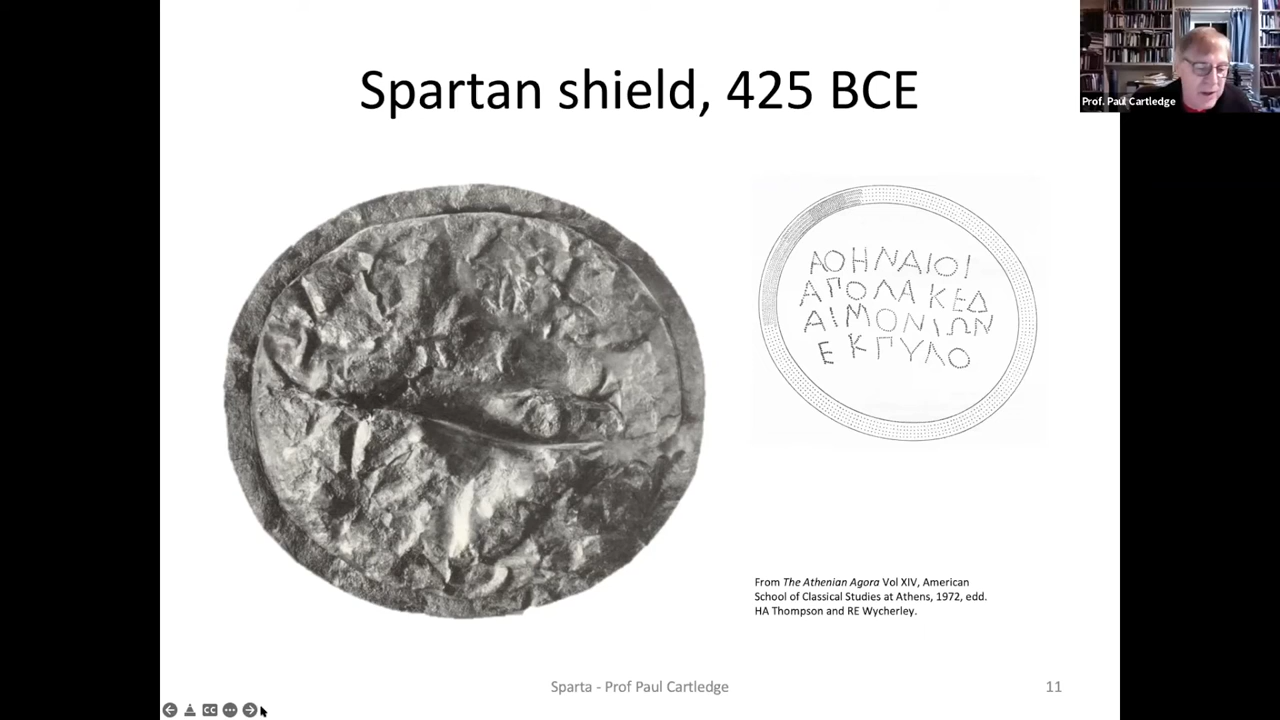 Spartan shield, 425 BCE
Prof. Paul Cartledge
ΑΘΗΝΑΙΟΙ
ΑΠΟΛΑΚΕΔ
ΑΙΜΟΝΙΩΝ
ΕΚΠΥΛΟ
From The Athenian Agora Vol XIV, American
School of Classical Studies at Athens, 1972, edd.
HA Thompson and RE Wycherley.
Sparta - Prof Paul Cartledge
11
CC